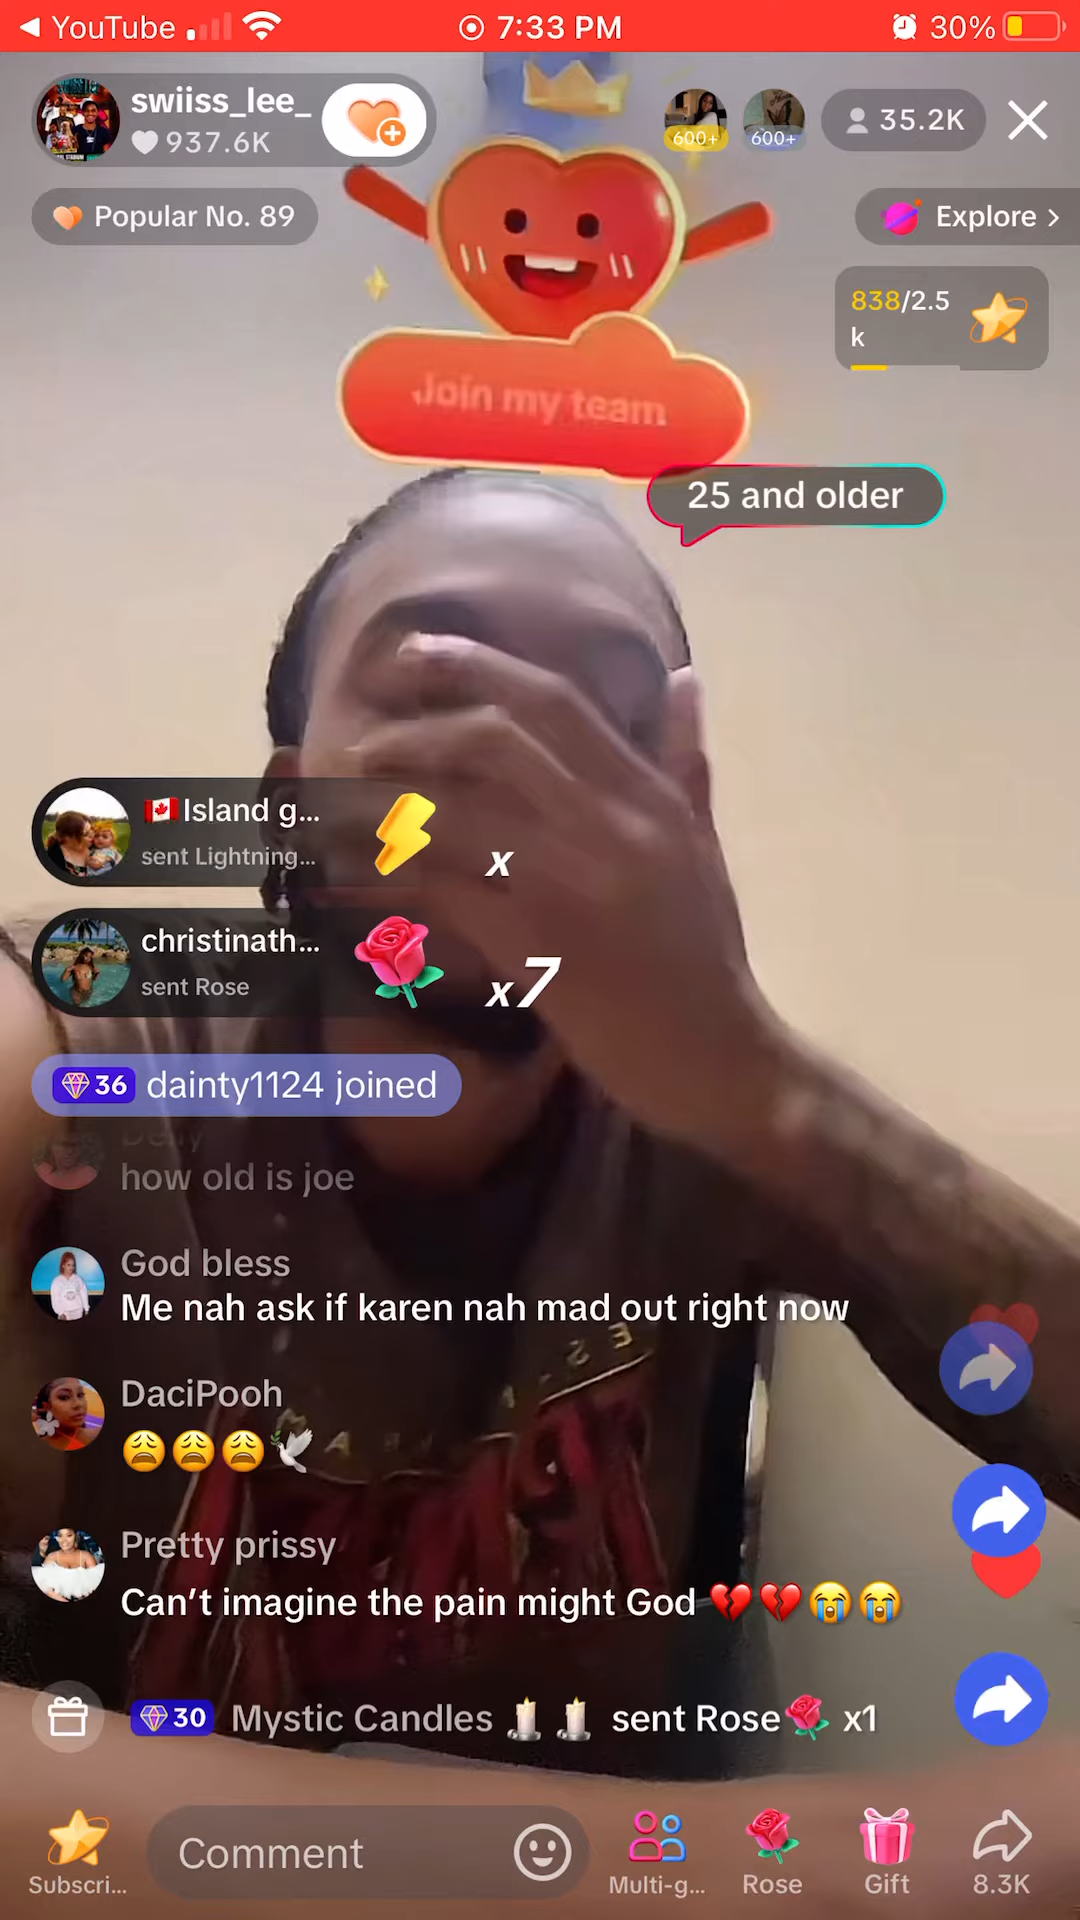 YouTube
7:33 PM
30%
swiiss_lee_
937.6K
600+
600+
35.2K
Popular No. 89
Explore >
838/2.5
k
Join my team
25 and older
🇨🇦Island g...
sent Lightning...
x
christinath...
sent Rose
x7
36 dainty1124 joined
how old is joe
God bless
Me nah ask if karen nah mad out right now
DaciPooh
😩😩😩🕊️
Pretty prissy
Can't imagine the pain might God 💔💔😭😭
30 Mystic Candles🕯️🕯️ sent Rose🌹 x1
Subscri...
Comment
Multi-g...
Rose
Gift
8.3K